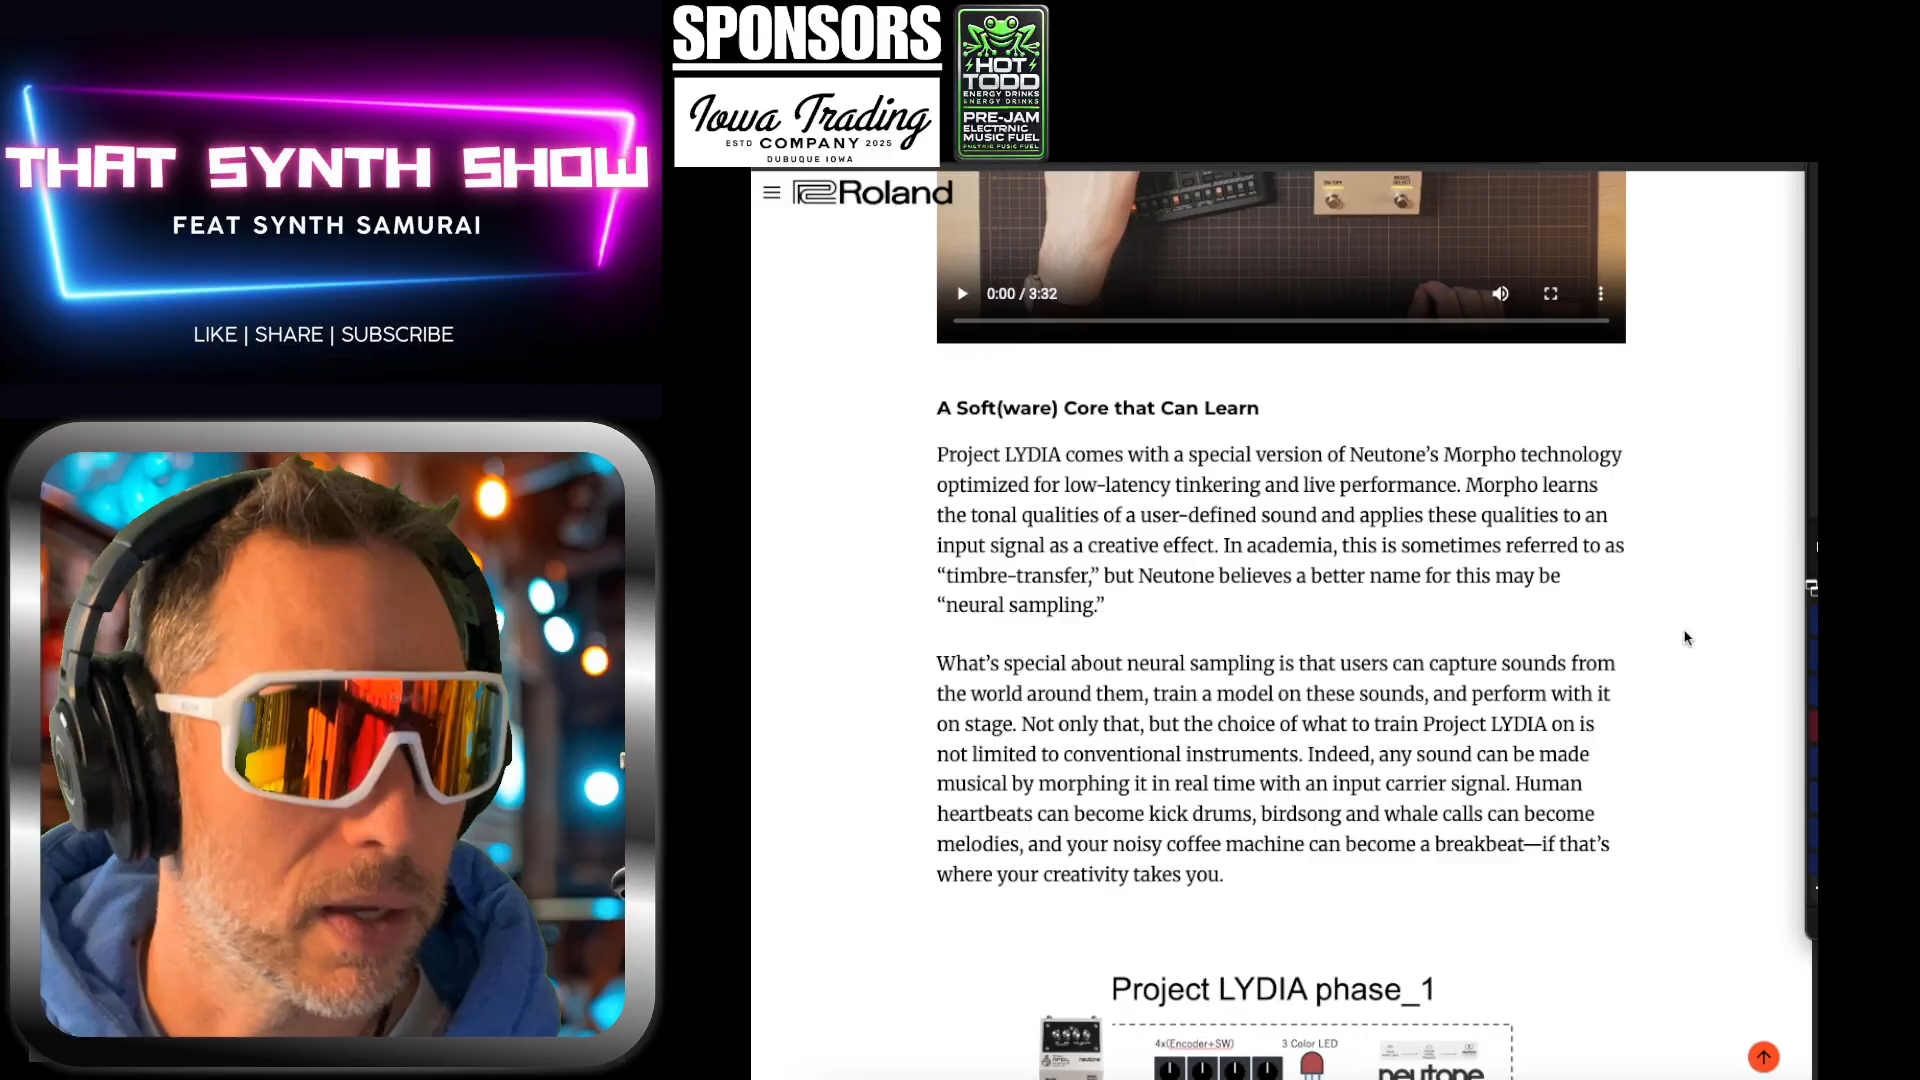 THAT SYNTH SHOW
FEAT SYNTH SAMURAI
LIKE | SHARE | SUBSCRIBE
SPONSORS
Iowa Trading
ESTD COMPANY 2025
DUBUQUE IOWA
HOT
TODD
ENERGY DRINKS
ENERGY DRINKS
PRE-JAM
ELECTRNIC
MUSIC FUEL
Roland
0:00 / 3:32
A Soft(ware) Core that Can Learn
Project LYDIA comes with a special version of Neutone’s Morpho technology
optimized for low-latency tinkering and live performance. Morpho learns
the tonal qualities of a user-defined sound and applies these qualities to an
input signal as a creative effect. In academia, this is sometimes referred to as
“timbre-transfer,” but Neutone believes a better name for this may be
“neural sampling.”
What’s special about neural sampling is that users can capture sounds from
the world around them, train a model on these sounds, and perform with it
on stage. Not only that, but the choice of what to train Project LYDIA on is
not limited to conventional instruments. Indeed, any sound can be made
musical by morphing it in real time with an input carrier signal. Human
heartbeats can become kick drums, birdsong and whale calls can become
melodies, and your noisy coffee machine can become a breakbeat—if that’s
where your creativity takes you.
Project LYDIA phase_1
4x(Encoder+SW)
3 Color LED
neutone